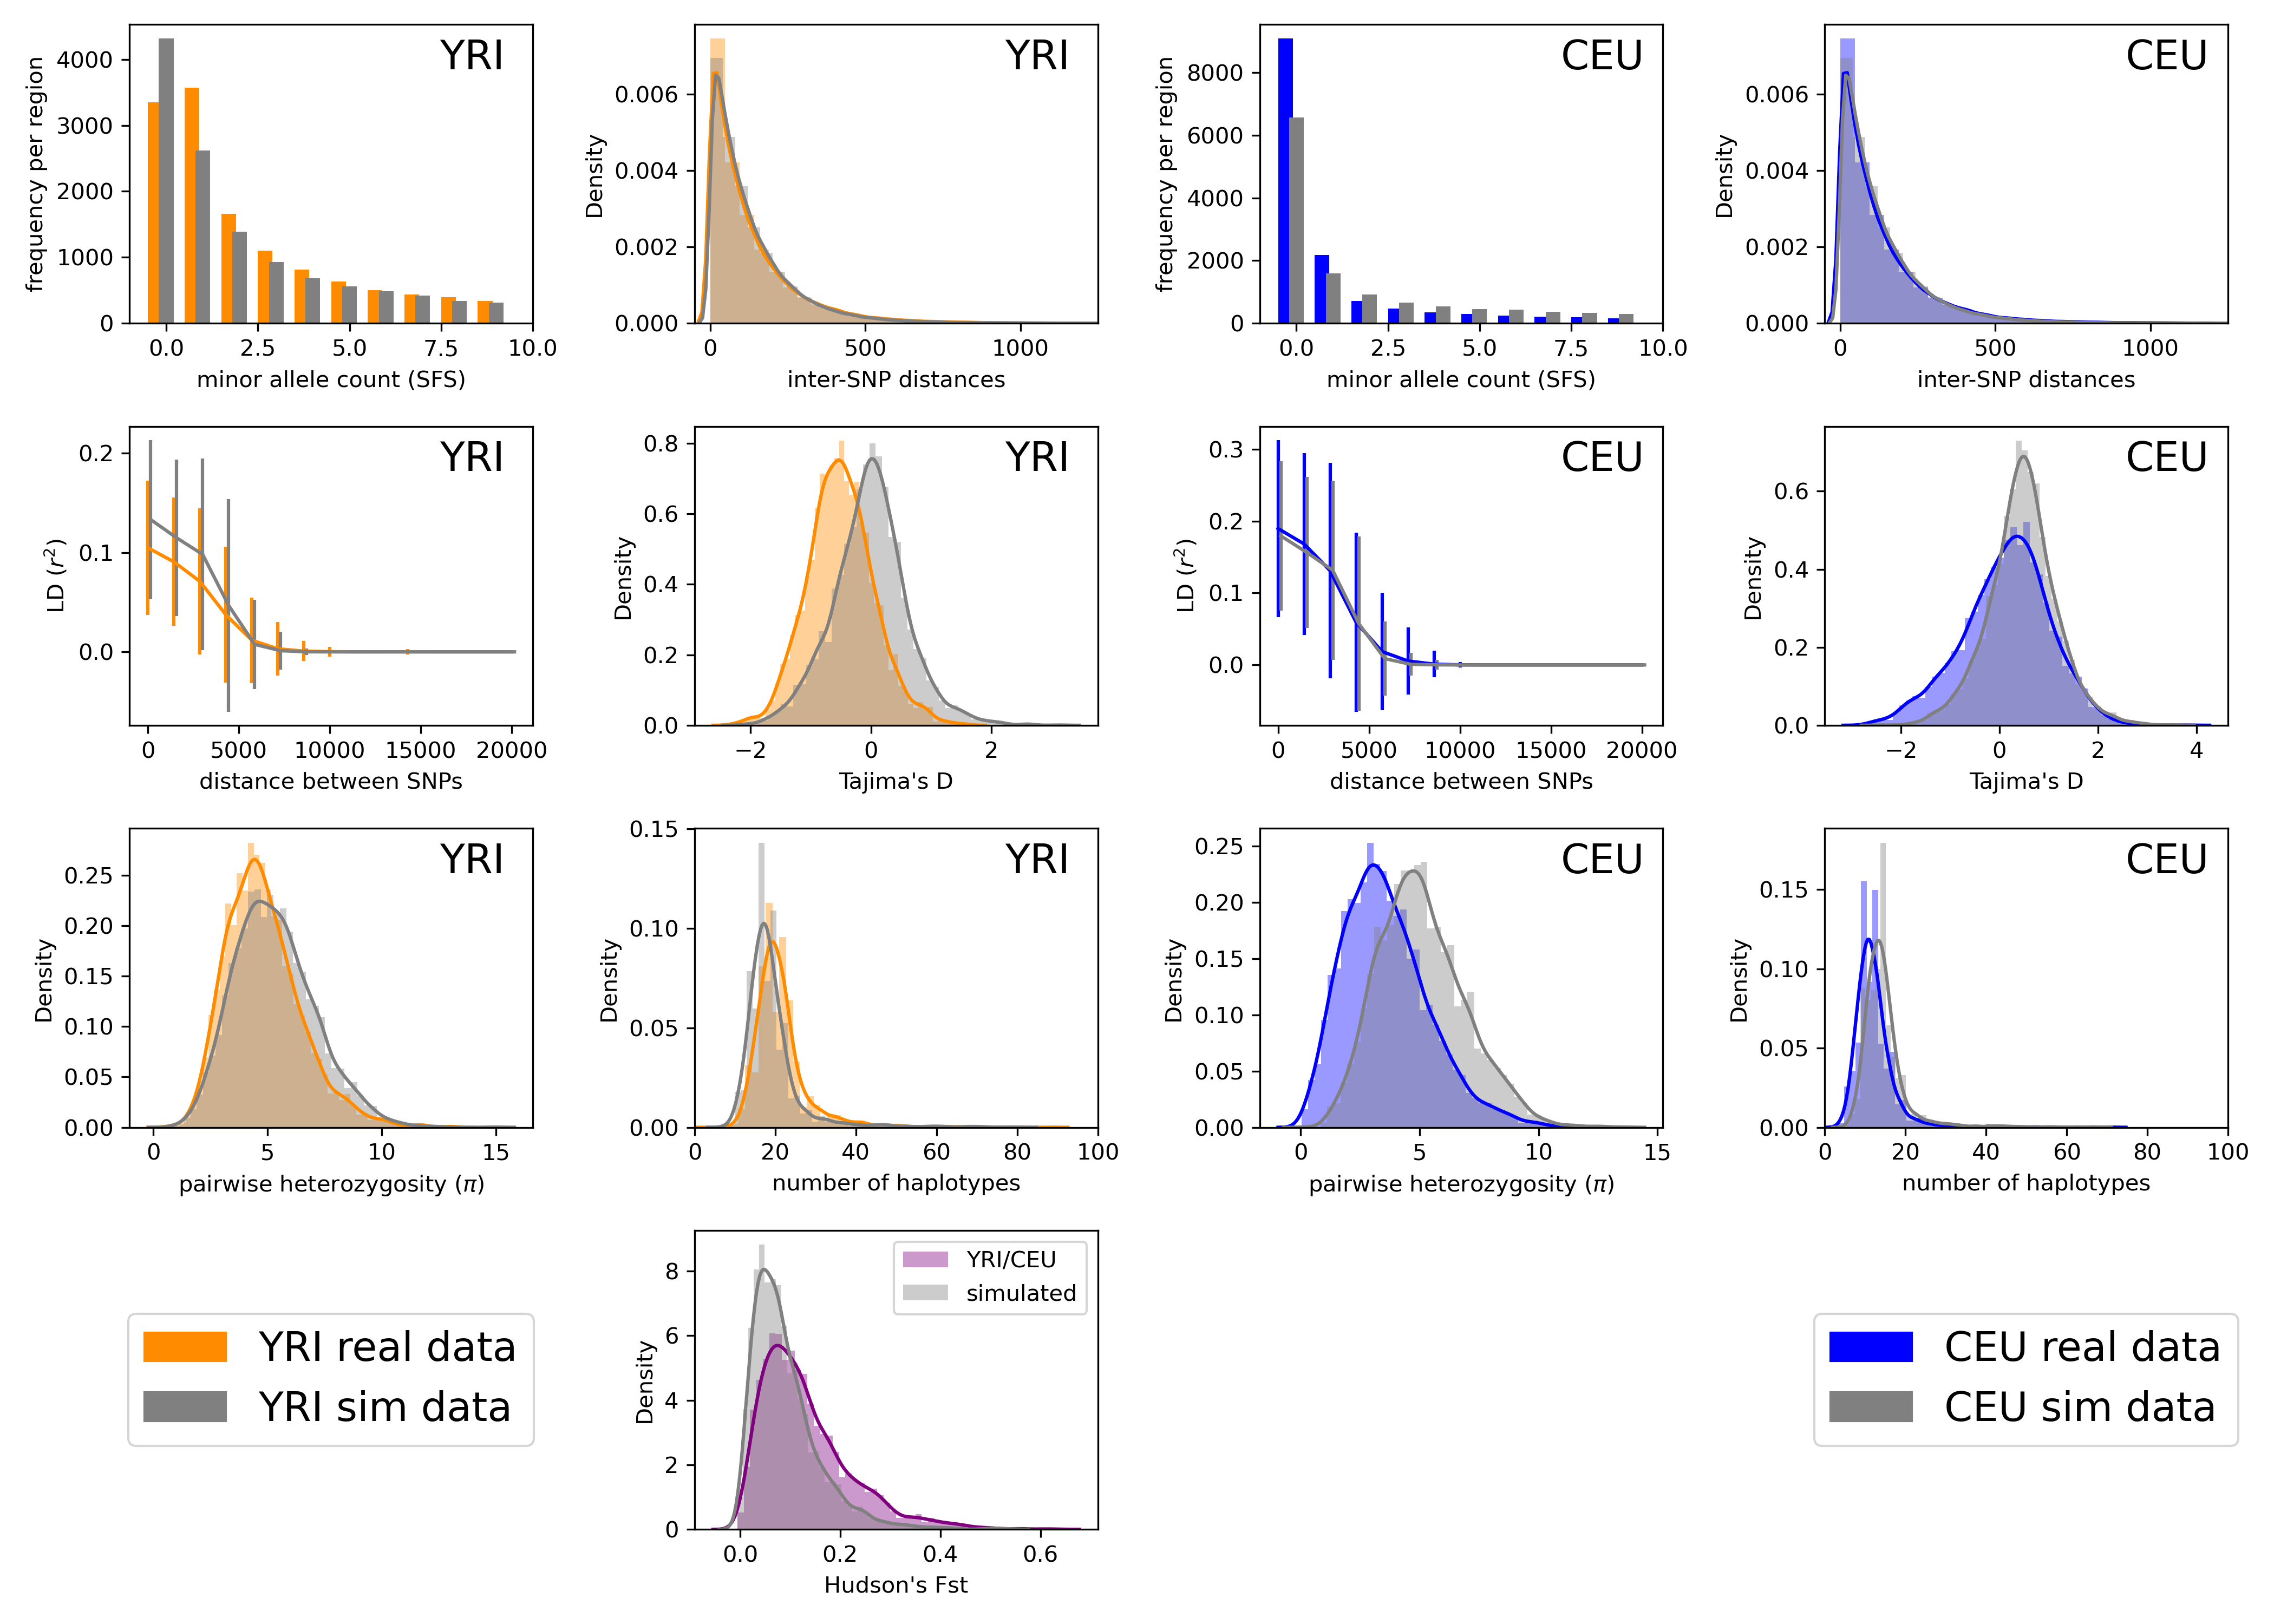 YRI
frequency per region
4000
3000
2000
1000
0
0.0 2.5 5.0 7.5 10.0
minor allele count (SFS)
YRI
Density
0.006
0.004
0.002
0.000
0 500 1000
inter-SNP distances
CEU
frequency per region
8000
6000
4000
2000
0
0.0 2.5 5.0 7.5 10.0
minor allele count (SFS)
CEU
Density
0.006
0.004
0.002
0.000
0 500 1000
inter-SNP distances
YRI
LD (r²)
0.2
0.1
0.0
0 5000 10000 15000 20000
distance between SNPs
YRI
Density
0.8
0.6
0.4
0.2
0.0
−2 0 2
Tajima's D
CEU
LD (r²)
0.3
0.2
0.1
0.0
0 5000 10000 15000 20000
distance between SNPs
CEU
Density
0.6
0.4
0.2
0.0
−2 0 2 4
Tajima's D
YRI
Density
0.25
0.20
0.15
0.10
0.05
0.00
0 5 10 15
pairwise heterozygosity (π)
YRI
Density
0.15
0.10
0.05
0.00
0 20 40 60 80 100
number of haplotypes
CEU
Density
0.25
0.20
0.15
0.10
0.05
0.00
0 5 10 15
pairwise heterozygosity (π)
CEU
Density
0.15
0.10
0.05
0.00
0 20 40 60 80 100
number of haplotypes
YRI real data
YRI sim data
YRI/CEU
simulated
Density
8
6
4
2
0
0.0 0.2 0.4 0.6
Hudson's Fst
CEU real data
CEU sim data